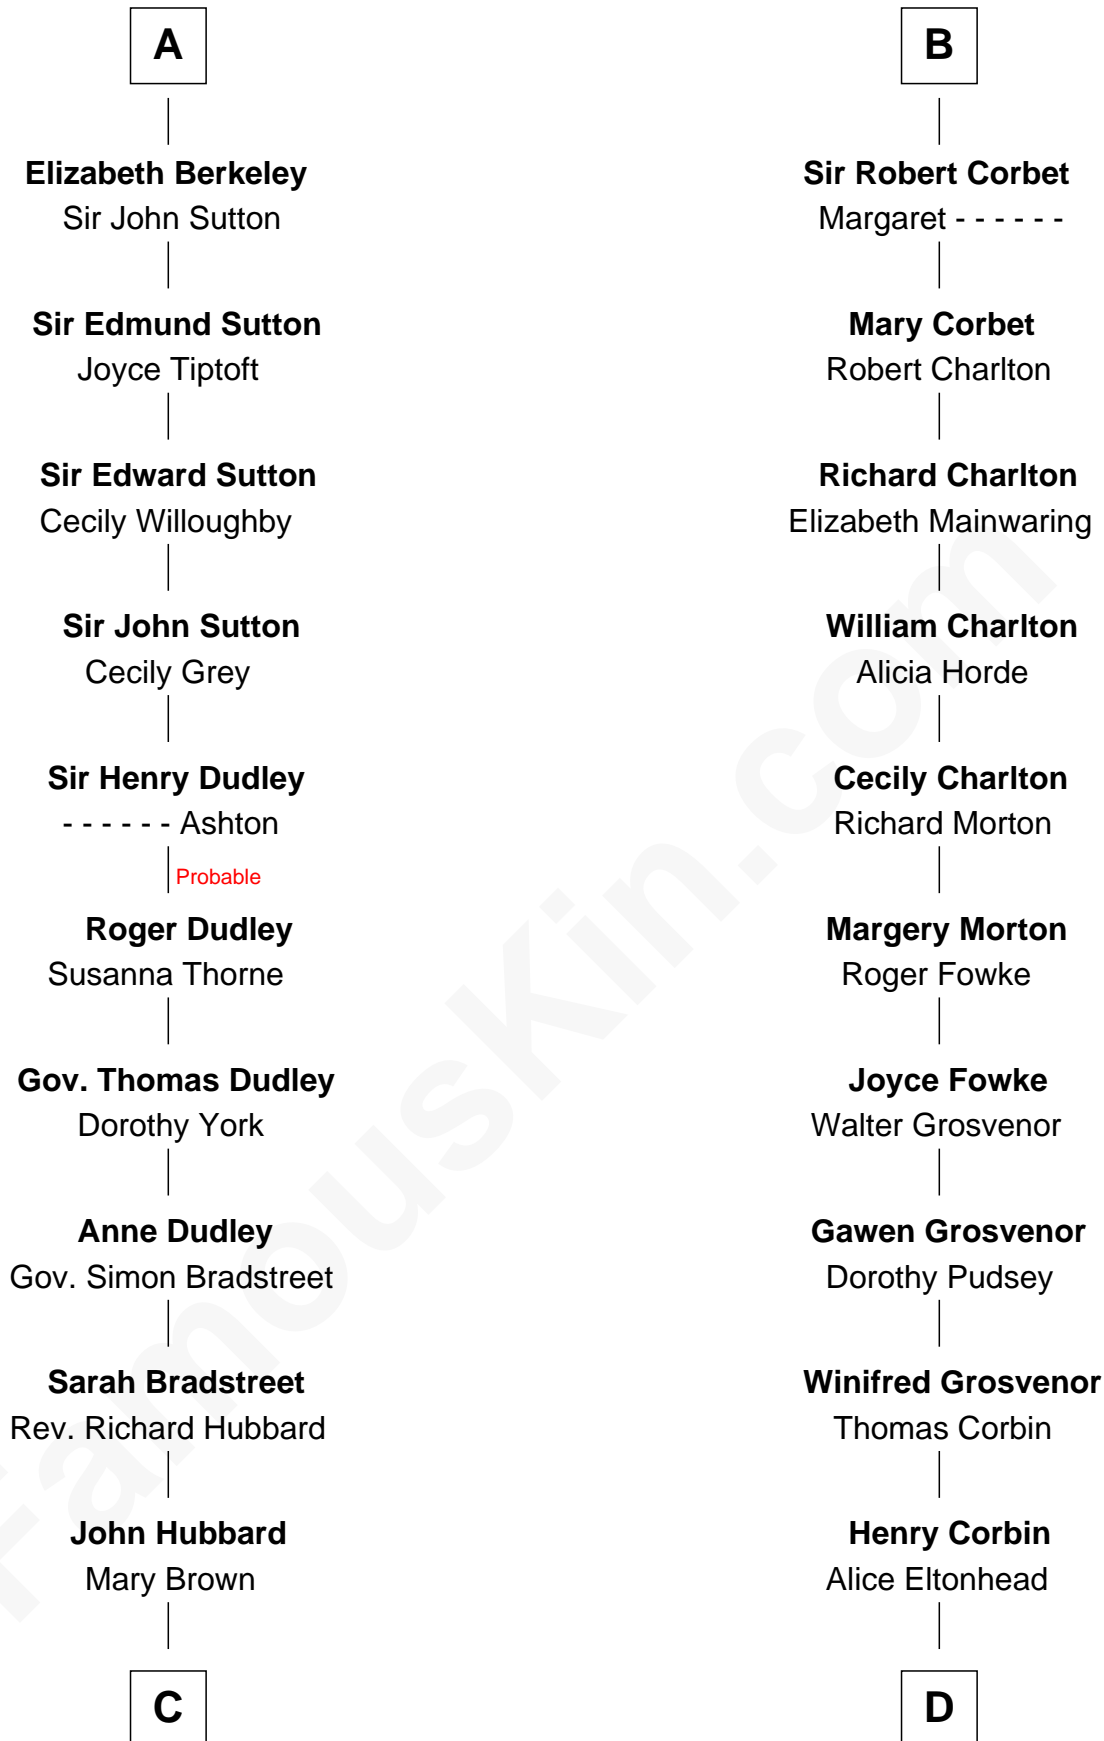 A
Elizabeth Berkeley
Sir John Sutton
Sir Edmund Sutton
Joyce Tiptoft
Sir Edward Sutton
Cecily Willoughby
Sir John Sutton
Cecily Grey
Sir Henry Dudley
- - - - - - Ashton
Probable
Roger Dudley
Susanna Thorne
Gov. Thomas Dudley
Dorothy York
Anne Dudley
Gov. Simon Bradstreet
Sarah Bradstreet
Rev. Richard Hubbard
John Hubbard
Mary Brown
C
B
Sir Robert Corbet
Margaret - - - - - -
Mary Corbet
Robert Charlton
Richard Charlton
Elizabeth Mainwaring
William Charlton
Alicia Horde
Cecily Charlton
Richard Morton
Margery Morton
Roger Fowke
Joyce Fowke
Walter Grosvenor
Gawen Grosvenor
Dorothy Pudsey
Winifred Grosvenor
Thomas Corbin
Henry Corbin
Alice Eltonhead
D
FamousKin.com